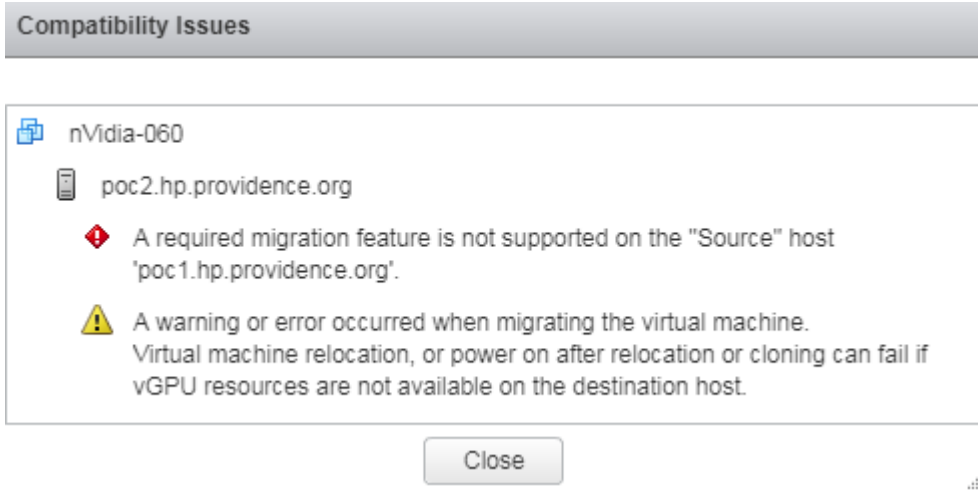 Compatibility Issues
nVidia-060
poc2.hp.providence.org
A required migration feature is not supported on the "Source" host
'poc1.hp.providence.org'.
A warning or error occurred when migrating the virtual machine.
Virtual machine relocation, or power on after relocation or cloning can fail if
vGPU resources are not available on the destination host.
Close